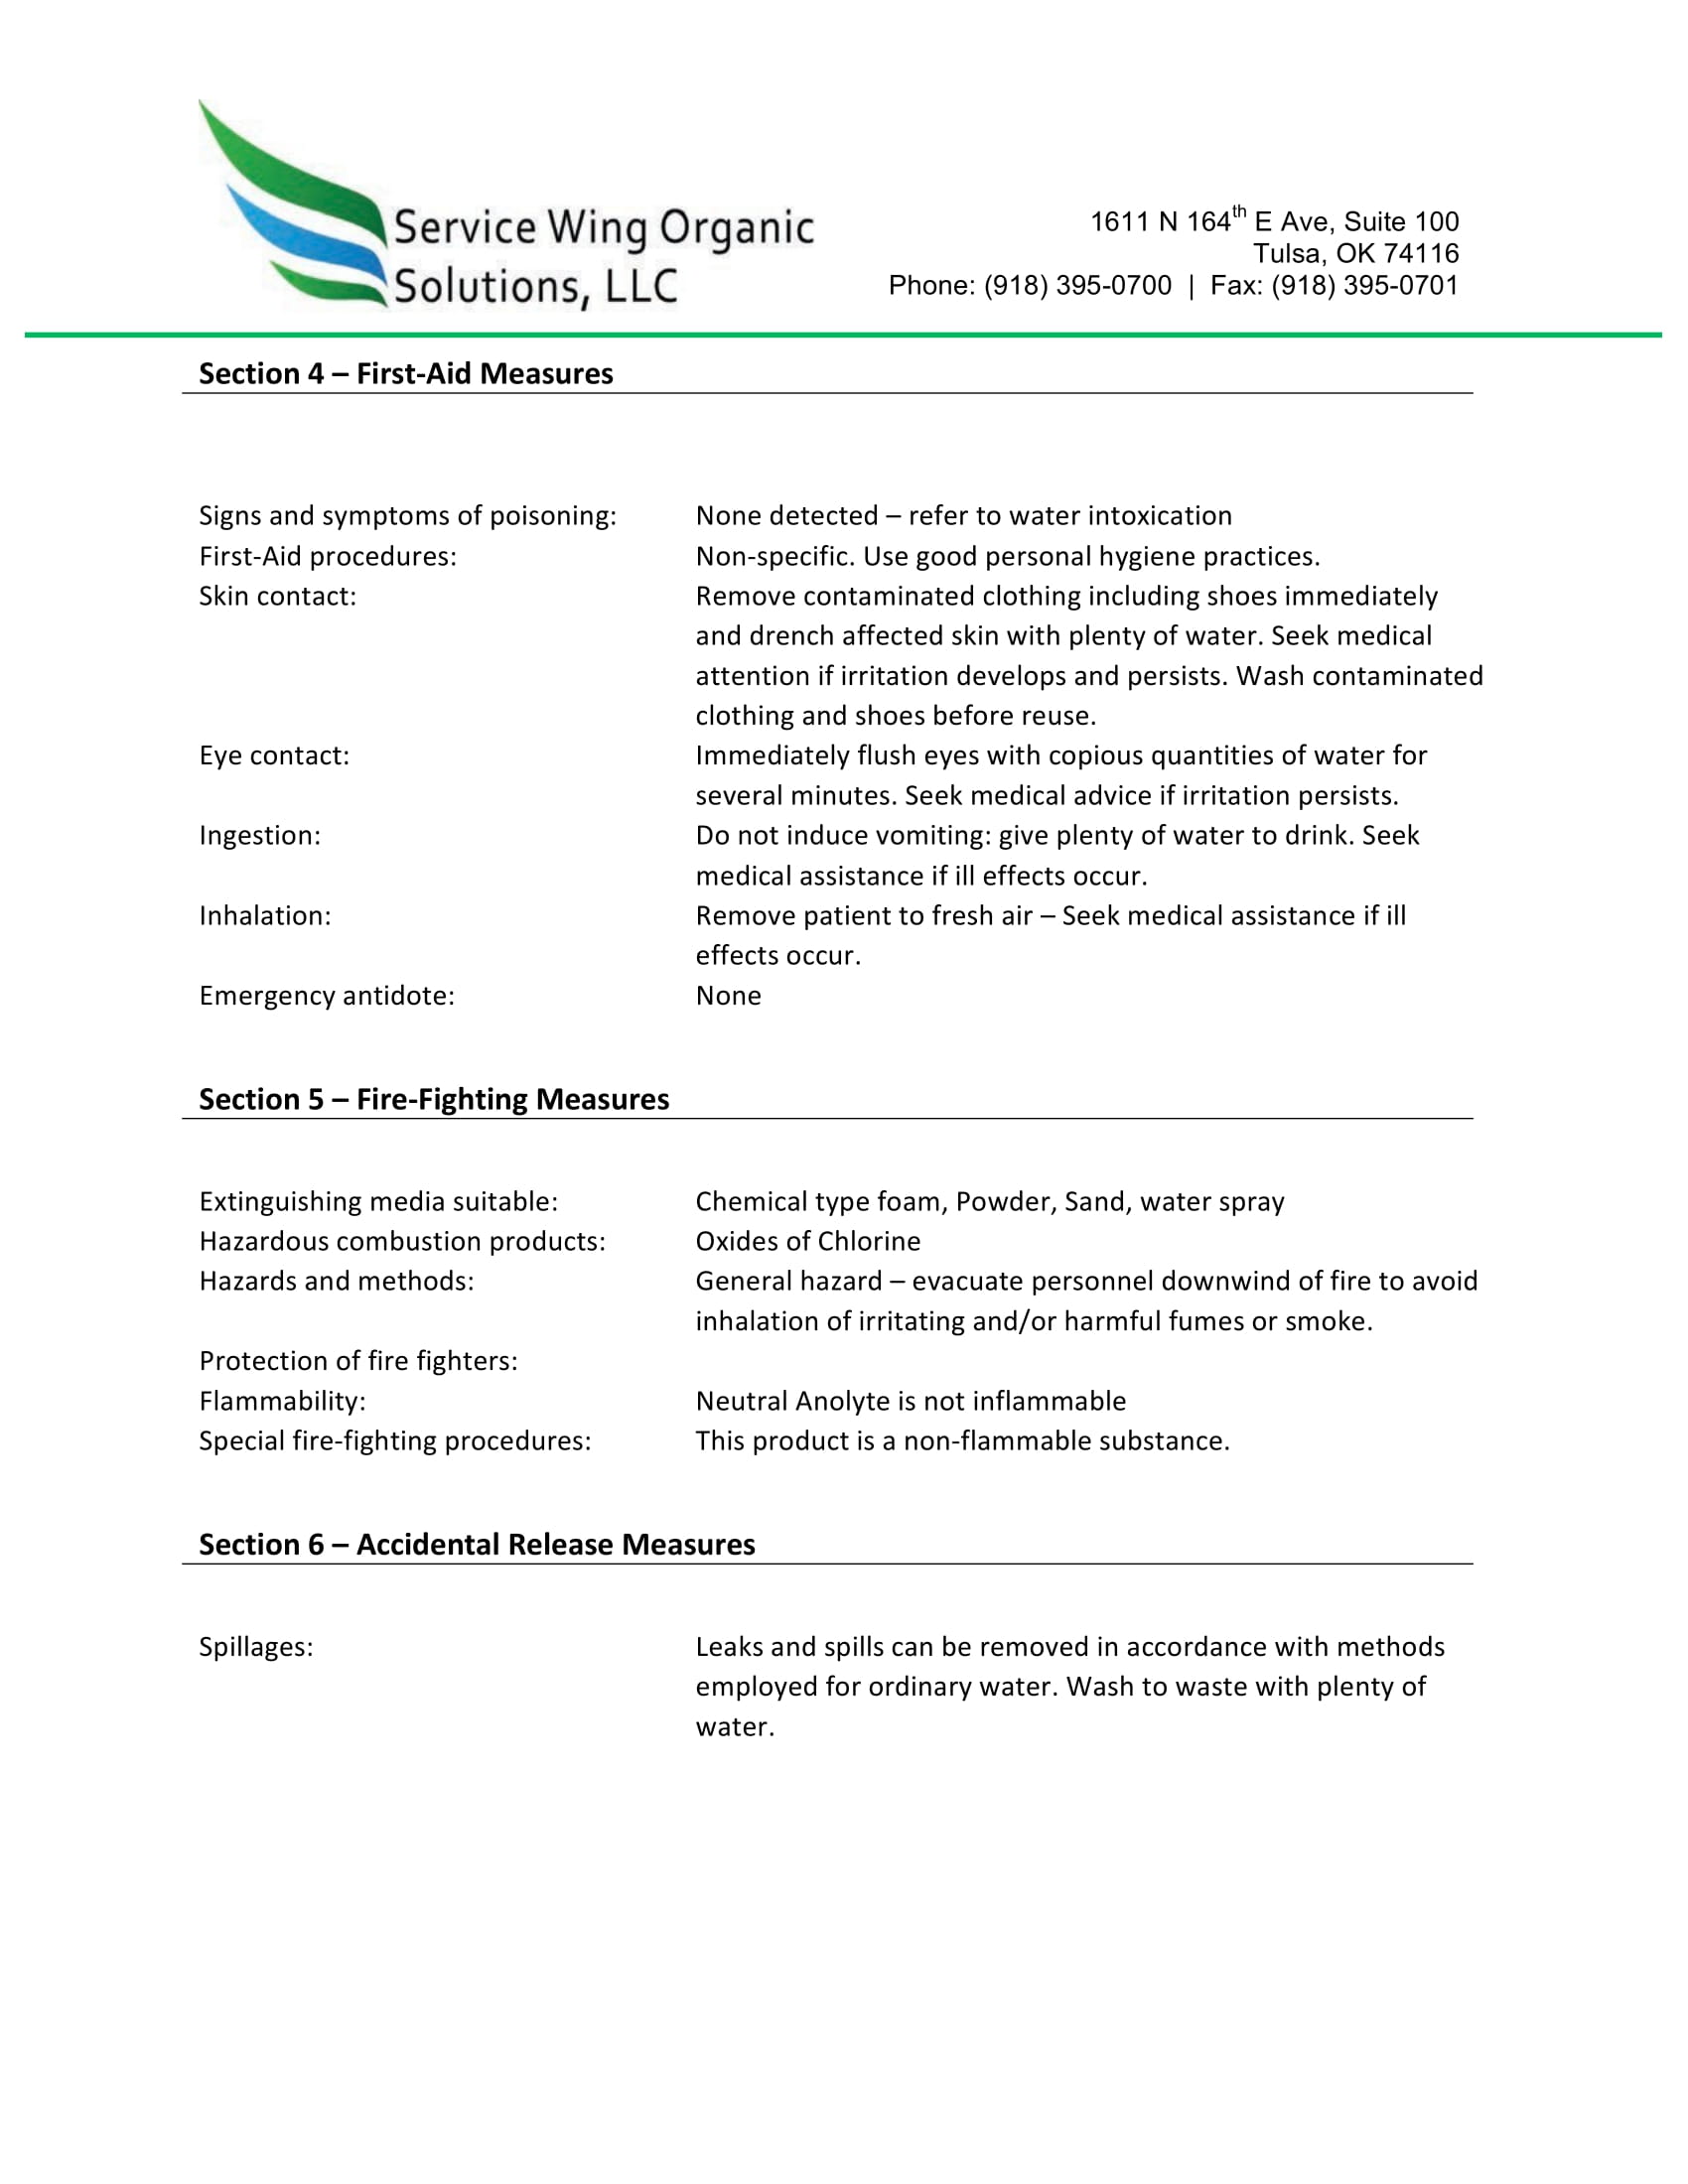 Service Wing Organic
Solutions, LLC
1611 N 164th E Ave, Suite 100
Tulsa, OK 74116
Phone: (918) 395-0700 | Fax: (918) 395-0701
Section 4 – First-Aid Measures
Signs and symptoms of poisoning: None detected – refer to water intoxication
First-Aid procedures: Non-specific. Use good personal hygiene practices.
Skin contact: Remove contaminated clothing including shoes immediately
and drench affected skin with plenty of water. Seek medical
attention if irritation develops and persists. Wash contaminated
clothing and shoes before reuse.
Eye contact: Immediately flush eyes with copious quantities of water for
several minutes. Seek medical advice if irritation persists.
Ingestion: Do not induce vomiting: give plenty of water to drink. Seek
medical assistance if ill effects occur.
Inhalation: Remove patient to fresh air – Seek medical assistance if ill
effects occur.
Emergency antidote: None
Section 5 – Fire-Fighting Measures
Extinguishing media suitable: Chemical type foam, Powder, Sand, water spray
Hazardous combustion products: Oxides of Chlorine
Hazards and methods: General hazard – evacuate personnel downwind of fire to avoid
inhalation of irritating and/or harmful fumes or smoke.
Protection of fire fighters:
Flammability: Neutral Anolyte is not inflammable
Special fire-fighting procedures: This product is a non-flammable substance.
Section 6 – Accidental Release Measures
Spillages: Leaks and spills can be removed in accordance with methods
employed for ordinary water. Wash to waste with plenty of
water.